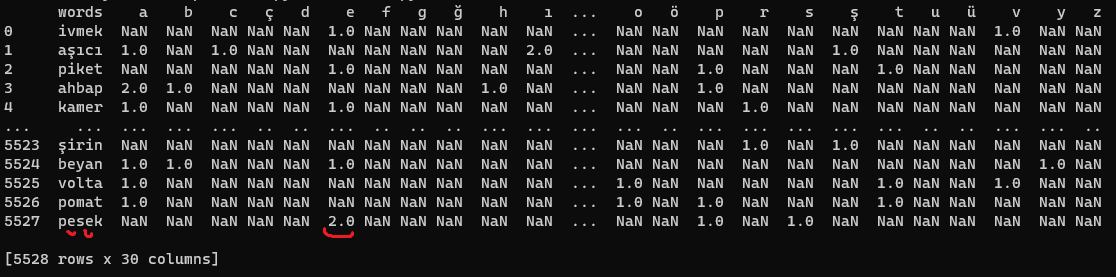 words a b c ç d e f g ğ h ı ... o ö p r s ş t u ü v y z
0 ivmek NaN NaN NaN NaN NaN 1.0 NaN NaN NaN NaN NaN ... NaN NaN NaN NaN NaN NaN NaN NaN NaN 1.0 NaN NaN
1 aşıcı 1.0 NaN 1.0 NaN NaN NaN NaN NaN NaN NaN 2.0 ... NaN NaN NaN NaN NaN 1.0 NaN NaN NaN NaN NaN NaN
2 piket NaN NaN NaN NaN NaN 1.0 NaN NaN NaN NaN NaN ... NaN NaN 1.0 NaN NaN NaN 1.0 NaN NaN NaN NaN NaN
3 ahbap 2.0 1.0 NaN NaN NaN NaN NaN NaN NaN 1.0 NaN ... NaN NaN 1.0 NaN NaN NaN NaN NaN NaN NaN NaN NaN
4 kamer 1.0 NaN NaN NaN NaN 1.0 NaN NaN NaN NaN NaN ... NaN NaN NaN 1.0 NaN NaN NaN NaN NaN NaN NaN NaN
... ... ... ... ... .. .. ... .. .. .. ... ... ... ... .. ... ... ... ... ... .. .. ... ... ..
5523 şirin NaN NaN NaN NaN NaN NaN NaN NaN NaN NaN NaN ... NaN NaN NaN 1.0 NaN 1.0 NaN NaN NaN NaN NaN NaN
5524 beyan 1.0 1.0 NaN NaN NaN 1.0 NaN NaN NaN NaN NaN ... NaN NaN NaN NaN NaN NaN NaN NaN NaN NaN 1.0 NaN
5525 volta 1.0 NaN NaN NaN NaN NaN NaN NaN NaN NaN NaN ... 1.0 NaN NaN NaN NaN NaN 1.0 NaN NaN 1.0 NaN NaN
5526 pomat 1.0 NaN NaN NaN NaN NaN NaN NaN NaN NaN NaN ... 1.0 NaN 1.0 NaN NaN NaN 1.0 NaN NaN NaN NaN NaN
5527 pesek NaN NaN NaN NaN NaN 2.0 NaN NaN NaN NaN NaN ... NaN NaN 1.0 NaN 1.0 NaN NaN NaN NaN NaN NaN NaN
[5528 rows x 30 columns]